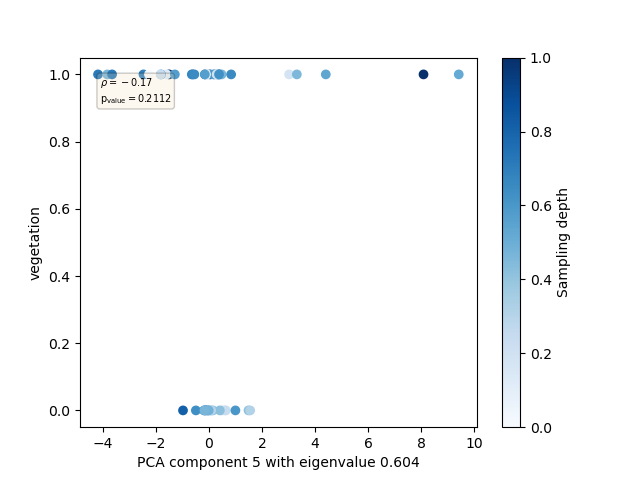 1.0
0.8
0.6
0.4
0.2
0.0
vegetation
ρ = −0.17
p_value = 0.2112
−4 −2 0 2 4 6 8 10
PCA component 5 with eigenvalue 0.604
1.0
0.8
0.6
0.4
0.2
0.0
Sampling depth